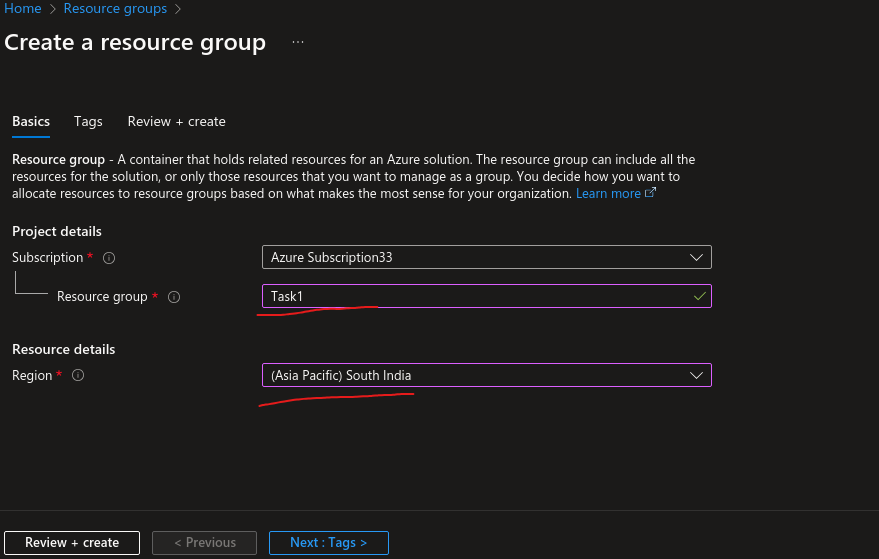 Home > Resource groups >
Create a resource group ...
Basics Tags Review + create
Resource group - A container that holds related resources for an Azure solution. The resource group can include all the
resources for the solution, or only those resources that you want to manage as a group. You decide how you want to
allocate resources to resource groups based on what makes the most sense for your organization. Learn more
Project details
Subscription * Azure Subscription33
Resource group * Task1
Resource details
Region * (Asia Pacific) South India
Review + create < Previous Next : Tags >